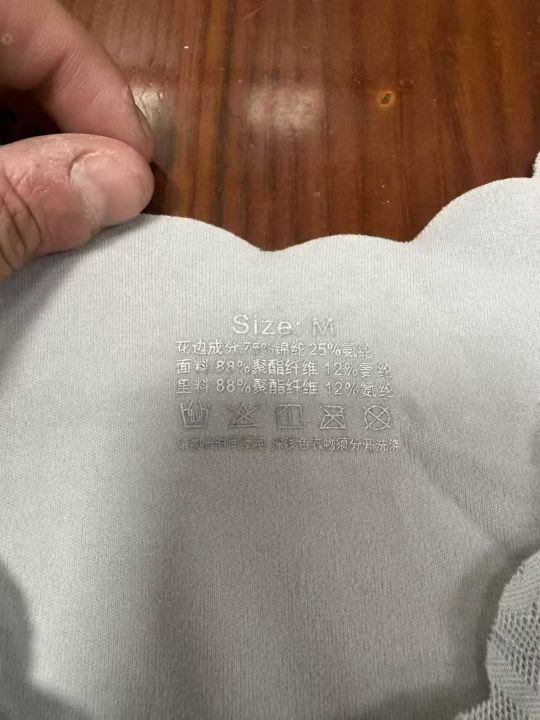 Size: M
花边成分 75%锦纶 25%氨纶
面料 88%聚酯纤维 12%氨纶
里料 88%聚酯纤维 12%氨纶
深浅色衣物须分开洗涤